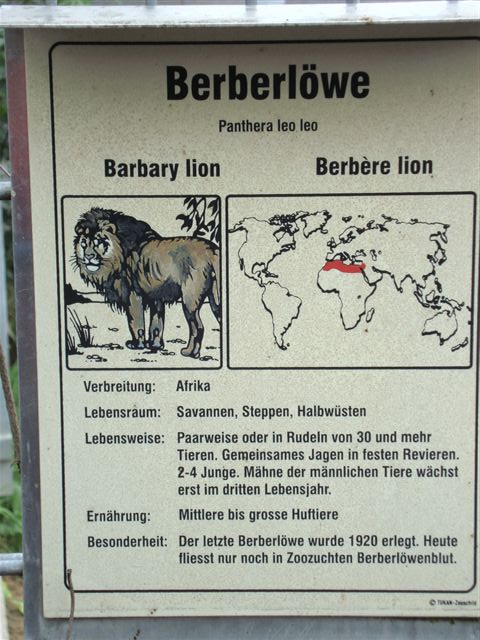 Berberlöwe
Panthera leo leo
Barbary lion
Berbère lion
Verbreitung: Afrika
Lebensraum: Savannen, Steppen, Halbwüsten
Lebensweise: Paarweise oder in Rudeln von 30 und mehr
Tieren. Gemeinsames Jagen in festen Revieren.
2-4 Junge. Mähne der männlichen Tiere wächst
erst im dritten Lebensjahr.
Ernährung: Mittlere bis grosse Huftiere
Besonderheit: Der letzte Berberlöwe wurde 1920 erlegt. Heute
fliesst nur noch in Zoozuchten Berberlöwenblut.
© TUKAN-Zooschild